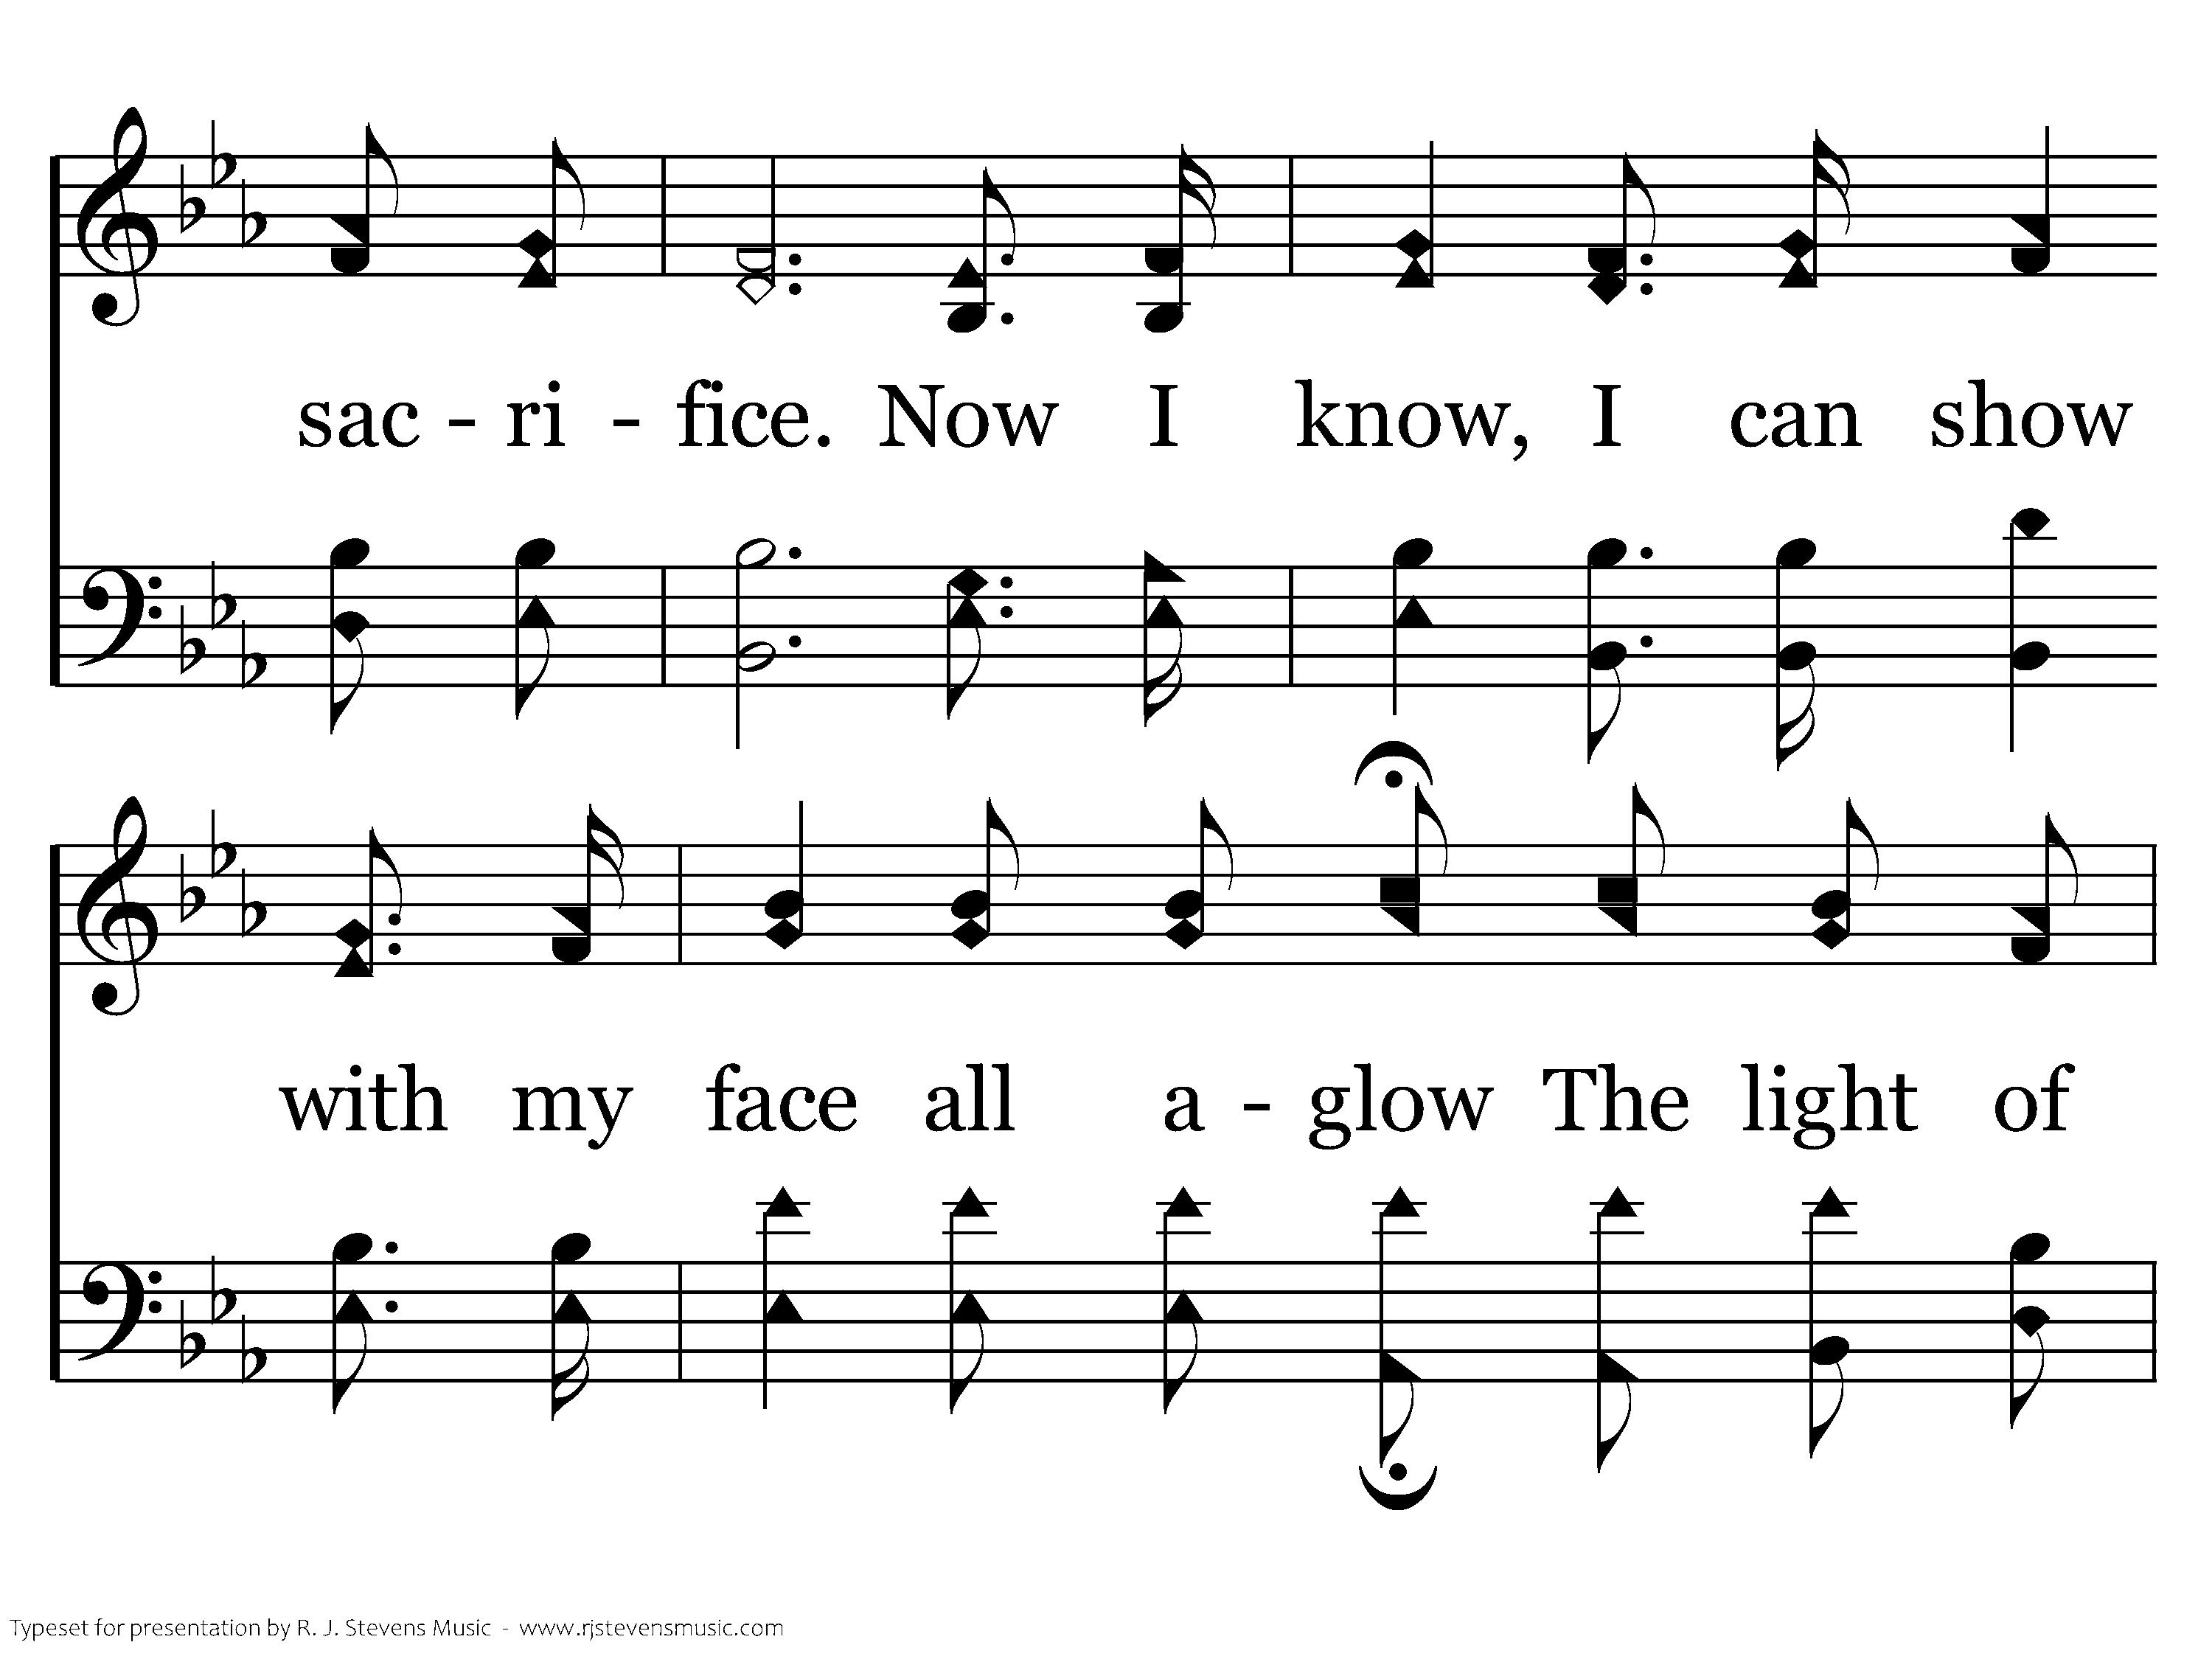 sac - ri - fice. Now I know, I can show
with my face all a - glow The light of
Typeset for presentation by R. J. Stevens Music - www.rjstevensmusic.com